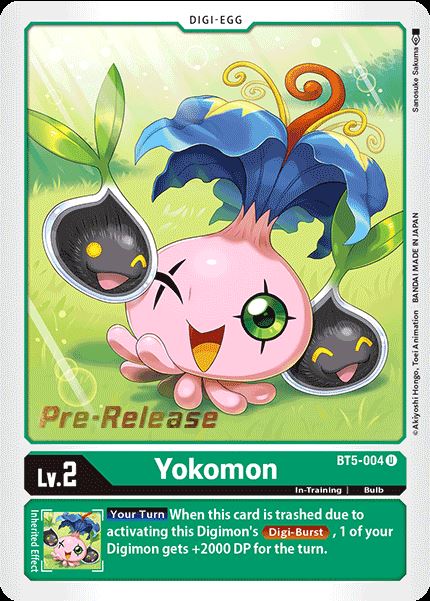 DIGI-EGG
Sanosuke Sakuma
©Akiyoshi Hongo, Toei Animation BANDAI MADE IN JAPAN
Pre-Release
BT5-004 U
Lv.2
Yokomon
In-Training | Bulb
Inherited Effect
Your Turn When this card is trashed due to
activating this Digimon's Digi-Burst , 1 of your
Digimon gets +2000 DP for the turn.